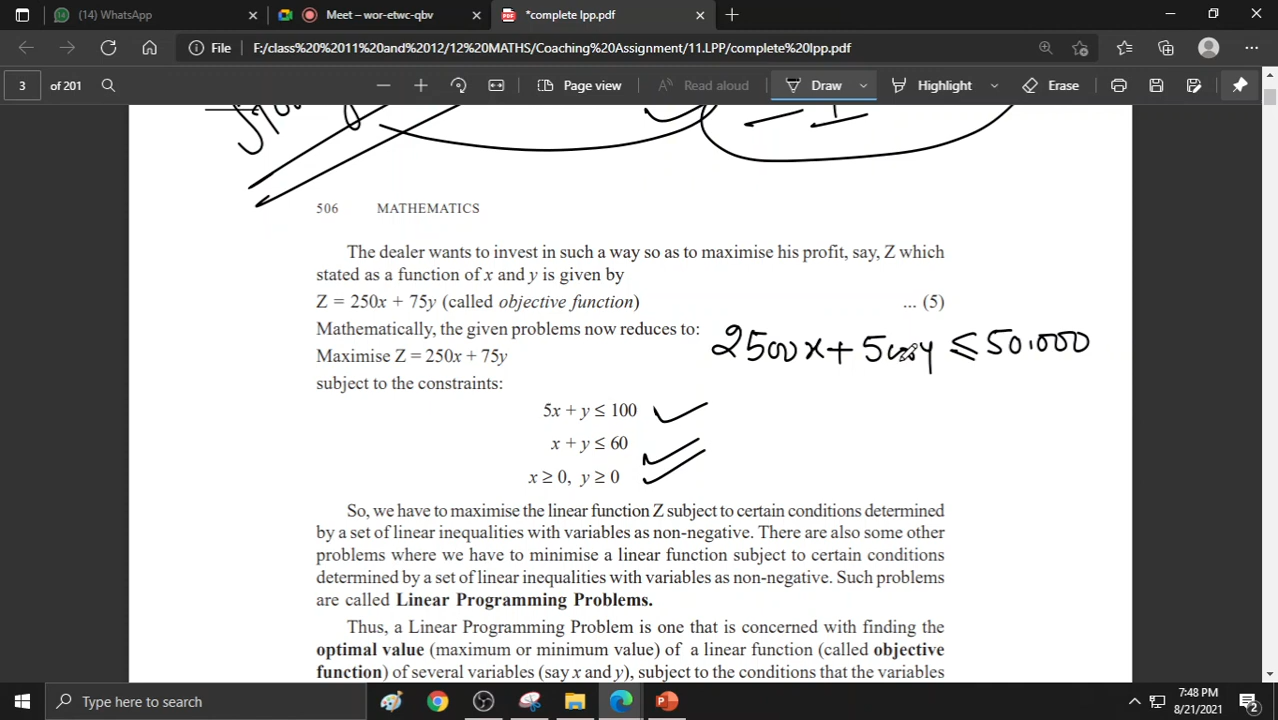 (14) WhatsApp
Meet – wor-etwc-qbv
*complete lpp.pdf
File F:/class%20%2011%20and%2012/12%20MATHS/Coaching%20Assignment/11.LPP/complete%20lpp.pdf
3 of 201 Page view Read aloud Draw Highlight Erase
506 MATHEMATICS
The dealer wants to invest in such a way so as to maximise his profit, say, Z which
stated as a function of x and y is given by
Z = 250x + 75y (called objective function) ... (5)
Mathematically, the given problems now reduces to:
2500x + 500y ≤ 50,000
Maximise Z = 250x + 75y
subject to the constraints:
5x + y ≤ 100
x + y ≤ 60
x ≥ 0, y ≥ 0
So, we have to maximise the linear function Z subject to certain conditions determined
by a set of linear inequalities with variables as non-negative. There are also some other
problems where we have to minimise a linear function subject to certain conditions
determined by a set of linear inequalities with variables as non-negative. Such problems
are called Linear Programming Problems.
Thus, a Linear Programming Problem is one that is concerned with finding the
optimal value (maximum or minimum value) of a linear function (called objective
function) of several variables (say x and y), subject to the conditions that the variables
Type here to search
7:48 PM
8/21/2021
2